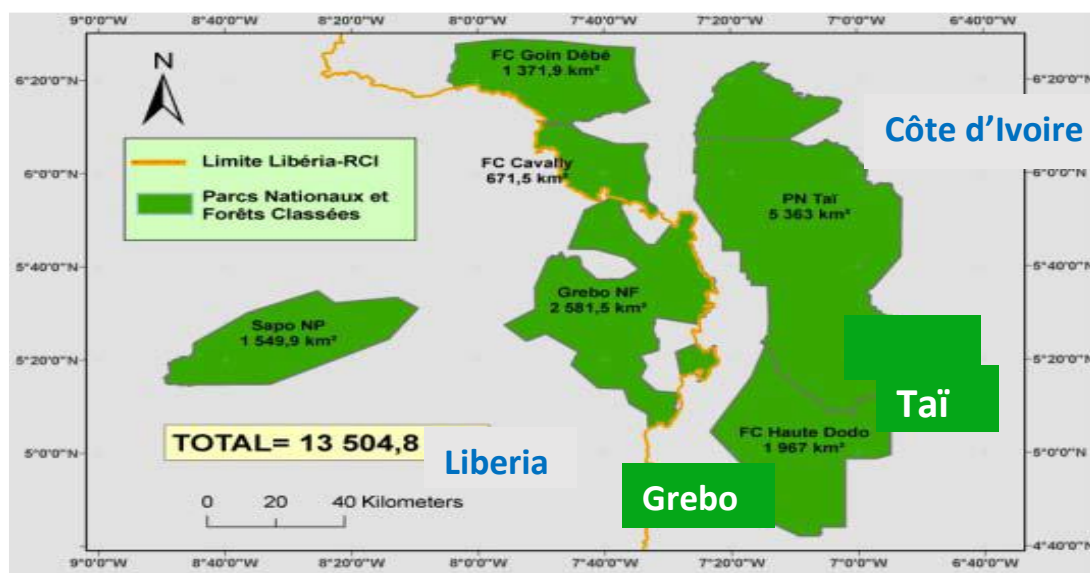 9°0'0"W 8°40'0"W 8°20'0"W 8°0'0"W 7°40'0"W 7°20'0"W 7°0'0"W 6°40'0"W
N
6°20'0"N
6°0'0"N
5°40'0"N
5°20'0"N
5°0'0"N
Limite Libéria-RCI
Parcs Nationaux et
Forêts Classées
FC Goin Débé
1 371,9 km²
FC Cavally
671,5 km²
Côte d’Ivoire
PN Taï
5 363 km²
Grebo NF
2 581,5 km²
Sapo NP
1 549,9 km²
Taï
FC Haute Dodo
1 967 km²
TOTAL= 13 504,8
Liberia
Grebo
0 20 40 Kilometers
6°20'0"N
6°0'0"N
5°40'0"N
5°20'0"N
5°0'0"N
4°40'0"N
9°0'0"W 8°40'0"W 8°20'0"W 8°0'0"W 7°40'0"W 7°20'0"W 7°0'0"W 6°40'0"W